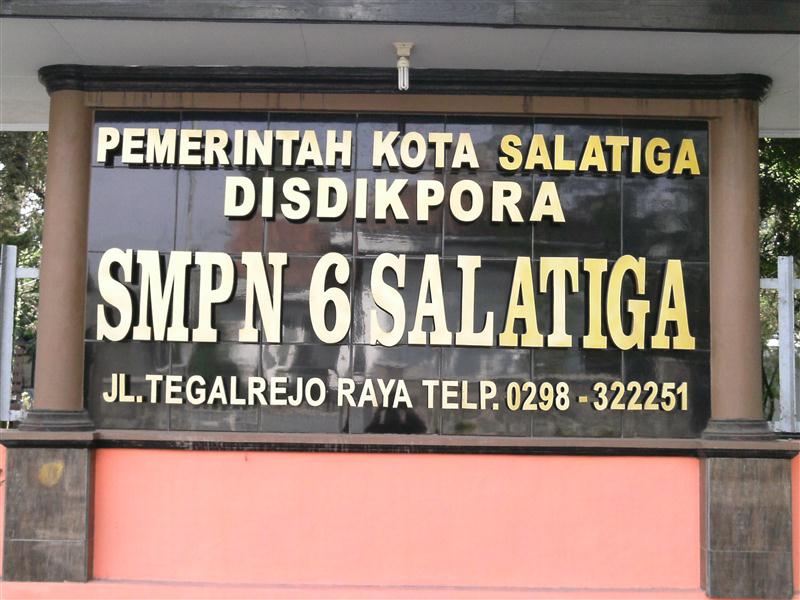 PEMERINTAH KOTA SALATIGA
DISDIKPORA
SMPN 6 SALATIGA
JL.TEGALREJO RAYA TELP. 0298 - 322251